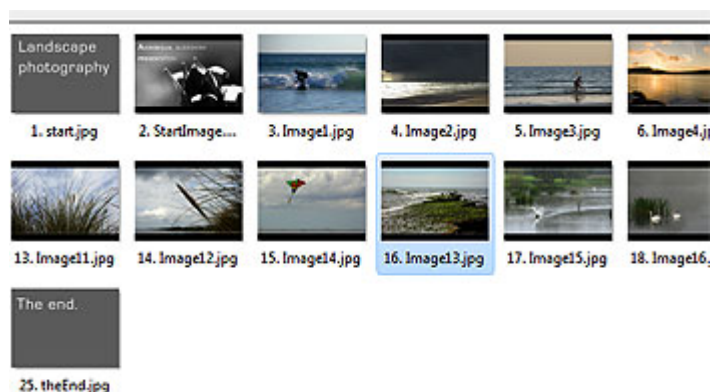 Landscape
photography
1. start.jpg
2. StartImage...
3. Image1.jpg
4. Image2.jpg
5. Image3.jpg
6. Image4.jp
13. Image11.jpg
14. Image12.jpg
15. Image14.jpg
16. Image13.jpg
17. Image15.jpg
18. Image16.
The end.
25. theEnd.jpg